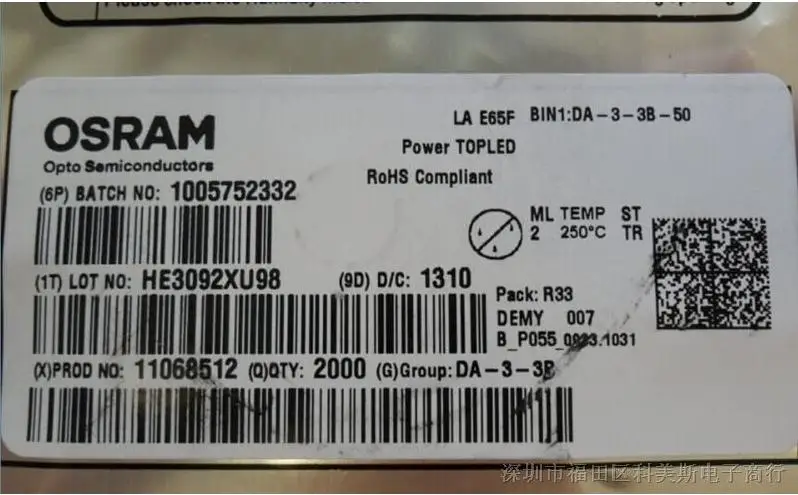 OSRAM
Opto Semiconductors
LA E65F BIN1:DA-3-3B-50
Power TOPLED
RoHS Compliant
(6P) BATCH NO: 1005752332
ML TEMP ST
2 250°C TR
(1T) LOT NO: HE3092XU98 (9D) D/C: 1310
Pack: R33
DEMY 007
B_P055_ .1031
(X)PROD NO: 11068512 (Q)QTY: 2000 (G)Group: DA-3-3B
深圳市福田区科美斯电子商行